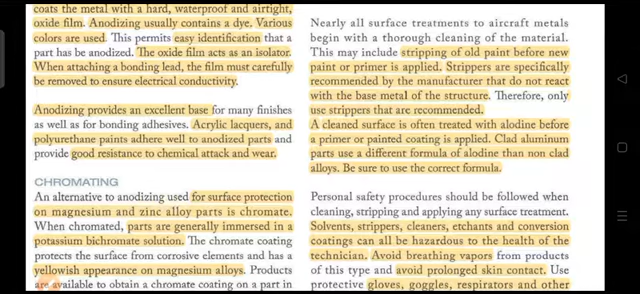 coats the metal with a hard, waterproof and airtight,
oxide film. Anodizing usually contains a dye. Various
colors are used. This permits easy identification that a
part has been anodized. The oxide film acts as an isolator.
When attaching a bonding lead, the film must carefully
be removed to ensure electrical conductivity.
Anodizing provides an excellent base for many finishes
as well as for bonding adhesives. Acrylic lacquers, and
polyurethane paints adhere well to anodized parts and
provide good resistance to chemical attack and wear.
CHROMATING
An alternative to anodizing used for surface protection
on magnesium and zinc alloy parts is chromate.
When chromated, parts are generally immersed in a
potassium bichromate solution. The chromate coating
protects the surface from corrosive elements and has a
yellowish appearance on magnesium alloys. Products
are available to obtain a chromate coating on a part in
Nearly all surface treatments to aircraft metals
begin with a thorough cleaning of the material.
This may include stripping of old paint before new
paint or primer is applied. Strippers are specifically
recommended by the manufacturer that do not react
with the base metal of the structure. Therefore, only
use strippers that are recommended.
A cleaned surface is often treated with alodine before
a primer or painted coating is applied. Clad aluminum
parts use a different formula of alodine than non clad
alloys. Be sure to use the correct formula.
Personal safety procedures should be followed when
cleaning, stripping and applying any surface treatment.
Solvents, strippers, cleaners, etchants and conversion
coatings can all be hazardous to the health of the
technician. Avoid breathing vapors from products
of this type and avoid prolonged skin contact. Use
protective gloves, goggles, respirators and other